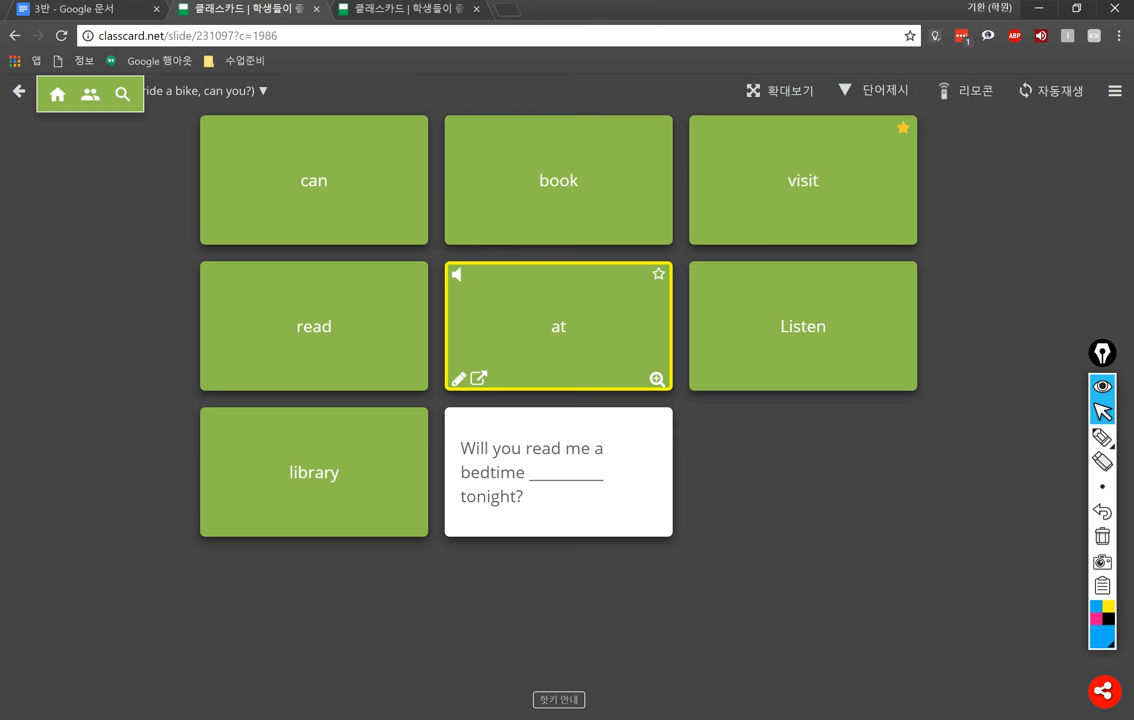 3반 - Google 문서
클래스카드 | 학생들이 좋
클래스카드 | 학생들이 좋
기환 (학원)
classcard.net/slide/231097?c=1986
ABP
1
앱
정보
Google 행아웃
수업준비
ride a bike, can you?) ▼
확대보기
단어제시
리모콘
자동재생
can
book
visit
read
at
Listen
library
Will you read me a
bedtime _________
tonight?
핫키 안내